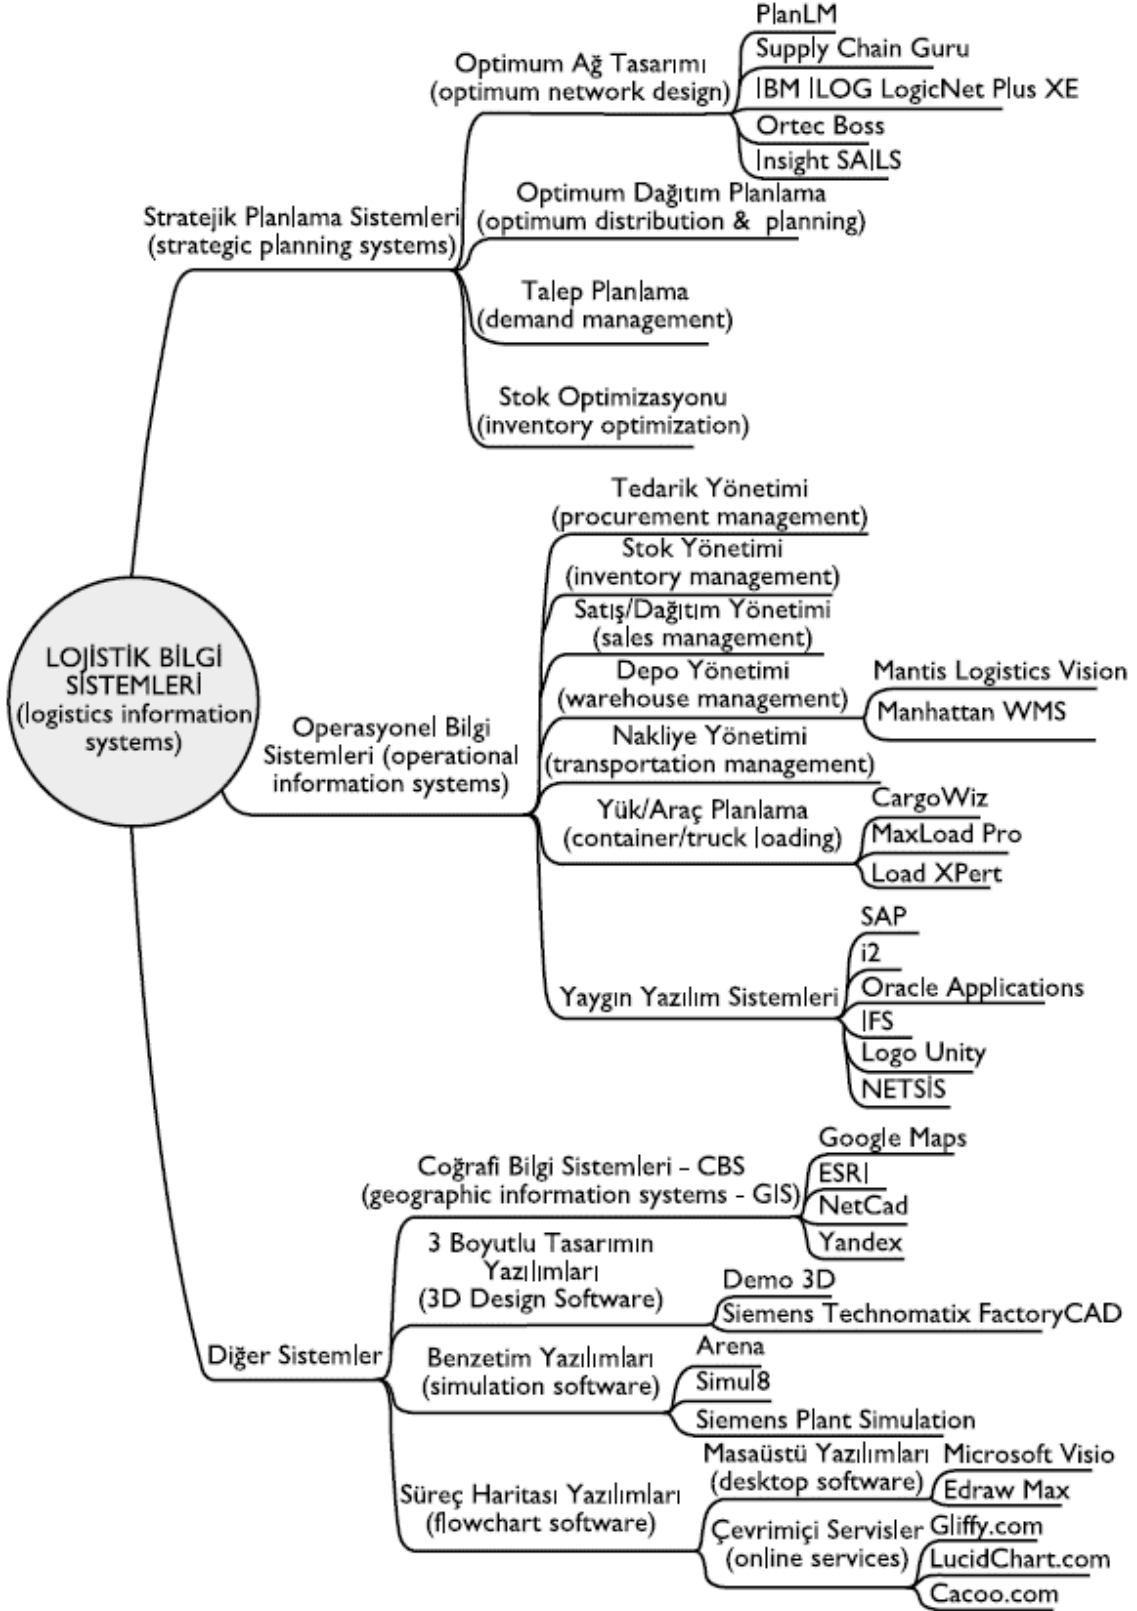 PlanLM
Supply Chain Guru
Optimum Ağ Tasarımı
(optimum network design)
IBM ILOG LogicNet Plus XE
Ortec Boss
Insight SAILS
Optimum Dağıtım Planlama
(optimum distribution & planning)
Stratejik Planlama Sistemleri
(strategic planning systems)
Talep Planlama
(demand management)
Stok Optimizasyonu
(inventory optimization)
Tedarik Yönetimi
(procurement management)
Stok Yönetimi
(inventory management)
Satış/Dağıtım Yönetimi
(sales management)
LOJİSTİK BİLGİ
SİSTEMLERİ
(logistics information
systems)
Depo Yönetimi
(warehouse management)
Mantis Logistics Vision
Manhattan WMS
Operasyonel Bilgi
Sistemleri (operational
information systems)
Nakliye Yönetimi
(transportation management)
Yük/Araç Planlama
(container/truck loading)
CargoWiz
MaxLoad Pro
Load XPert
Yaygın Yazılım Sistemleri
SAP
i2
Oracle Applications
IFS
Logo Unity
NETSİS
Coğrafi Bilgi Sistemleri – CBS
(geographic information systems - GIS)
Google Maps
ESRI
NetCad
Yandex
3 Boyutlu Tasarımın
Yazılımları
(3D Design Software)
Demo 3D
Siemens Technomatix FactoryCAD
Diğer Sistemler
Benzetim Yazılımları
(simulation software)
Arena
Simul8
Siemens Plant Simulation
Süreç Haritası Yazılımları
(flowchart software)
Masaüstü Yazılımları
(desktop software)
Microsoft Visio
Edraw Max
Çevrimiçi Servisler
(online services)
Gliffy.com
LucidChart.com
Cacoo.com